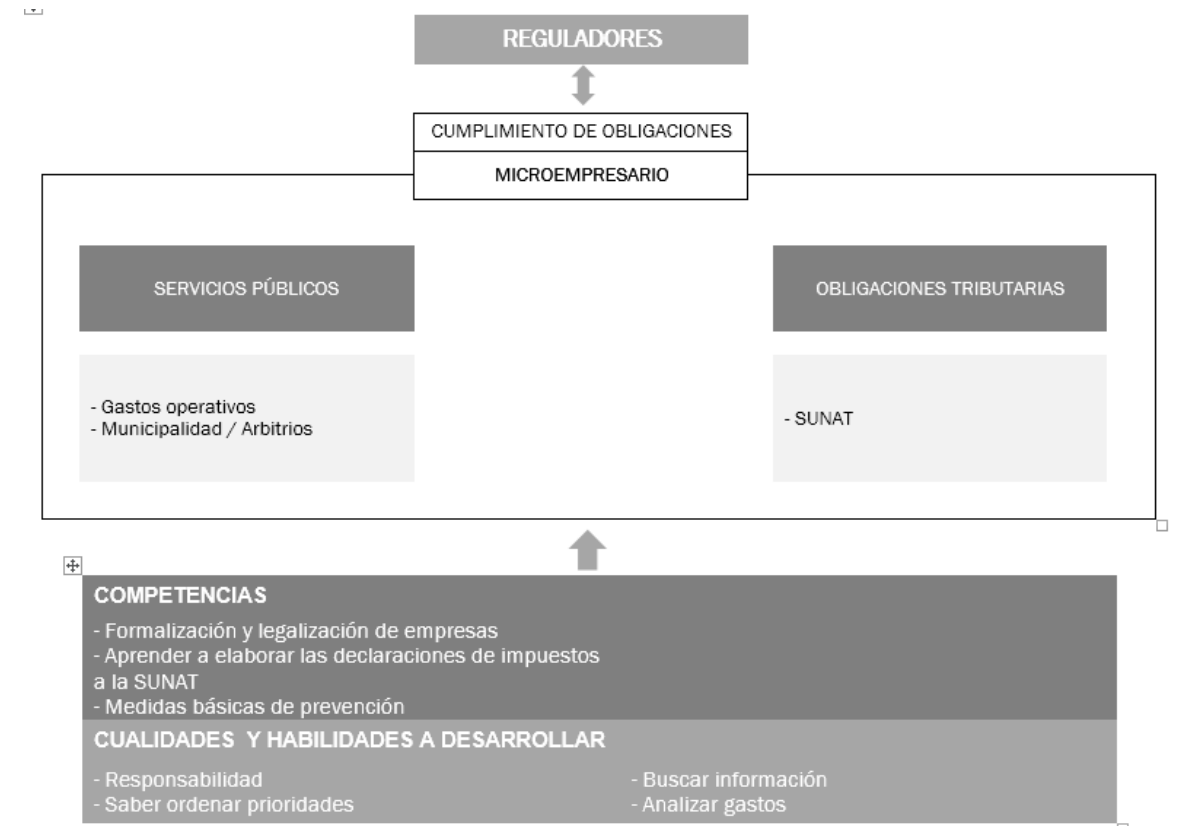 REGULADORES
CUMPLIMIENTO DE OBLIGACIONES
MICROEMPRESARIO
SERVICIOS PÚBLICOS
- Gastos operativos
- Municipalidad / Arbitrios
OBLIGACIONES TRIBUTARIAS
- SUNAT
COMPETENCIAS
- Formalización y legalización de empresas
- Aprender a elaborar las declaraciones de impuestos
a la SUNAT
- Medidas básicas de prevención
CUALIDADES Y HABILIDADES A DESARROLLAR
- Responsabilidad
- Saber ordenar prioridades
- Buscar información
- Analizar gastos